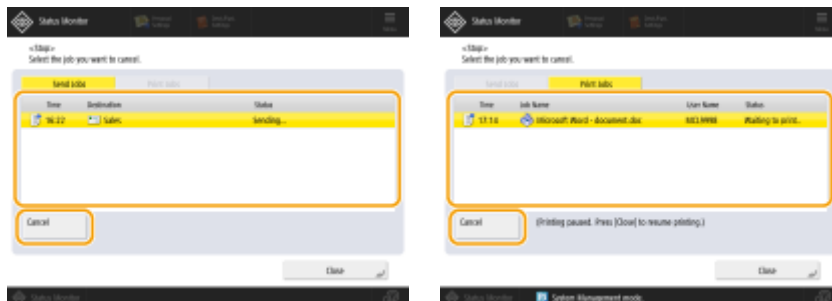 Status Monitor
<Stop>
Select the job you want to cancel.
Send Jobs
Print Jobs
Time Destination Status
16:22 Sales Sending...
Cancel
Close
Status Monitor
Status Monitor
<Stop>
Select the job you want to cancel.
Send Jobs
Print Jobs
Time Job Name User Name Status
17:14 Microsoft Word - document.doc Waiting to print..
Cancel
(Printing paused. Press [Close] to resume printing.)
Close
Status Monitor
System Management mode